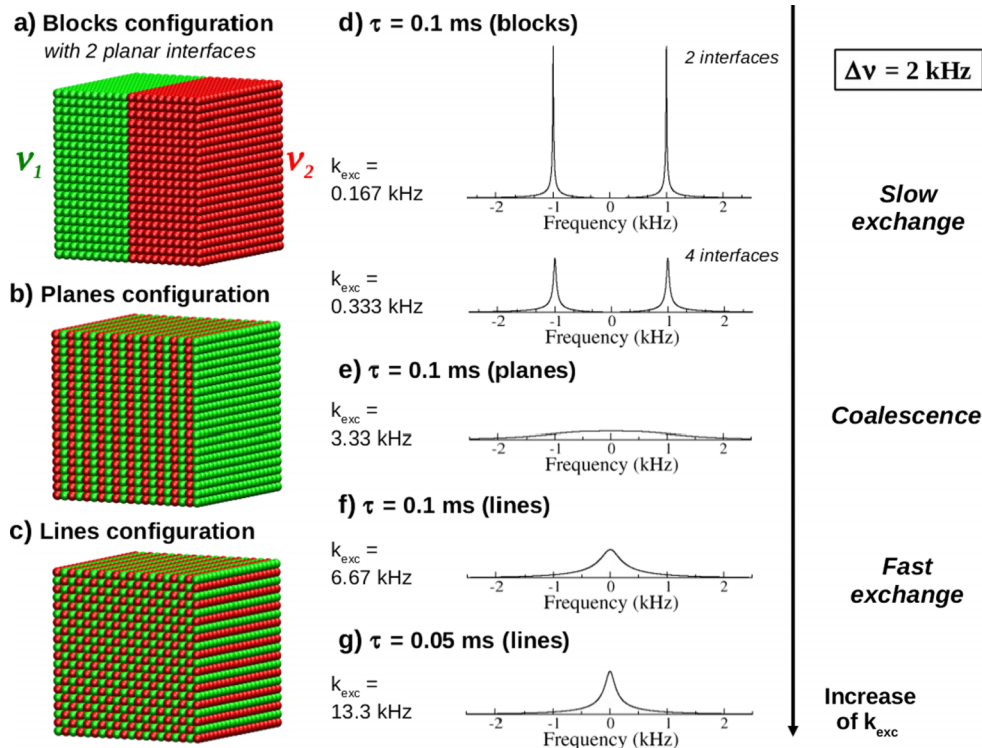 a) Blocks configuration
with 2 planar interfaces
ν1
ν2
b) Planes configuration
c) Lines configuration
d) τ = 0.1 ms (blocks)
2 interfaces
kexc =
0.167 kHz
-2 -1 0 1 2
Frequency (kHz)
4 interfaces
kexc =
0.333 kHz
-2 -1 0 1 2
Frequency (kHz)
e) τ = 0.1 ms (planes)
kexc =
3.33 kHz
-2 -1 0 1 2
Frequency (kHz)
f) τ = 0.1 ms (lines)
kexc =
6.67 kHz
-2 -1 0 1 2
Frequency (kHz)
g) τ = 0.05 ms (lines)
kexc =
13.3 kHz
-2 -1 0 1 2
Frequency (kHz)
Δν = 2 kHz
Slow
exchange
Coalescence
Fast
exchange
Increase
of kexc